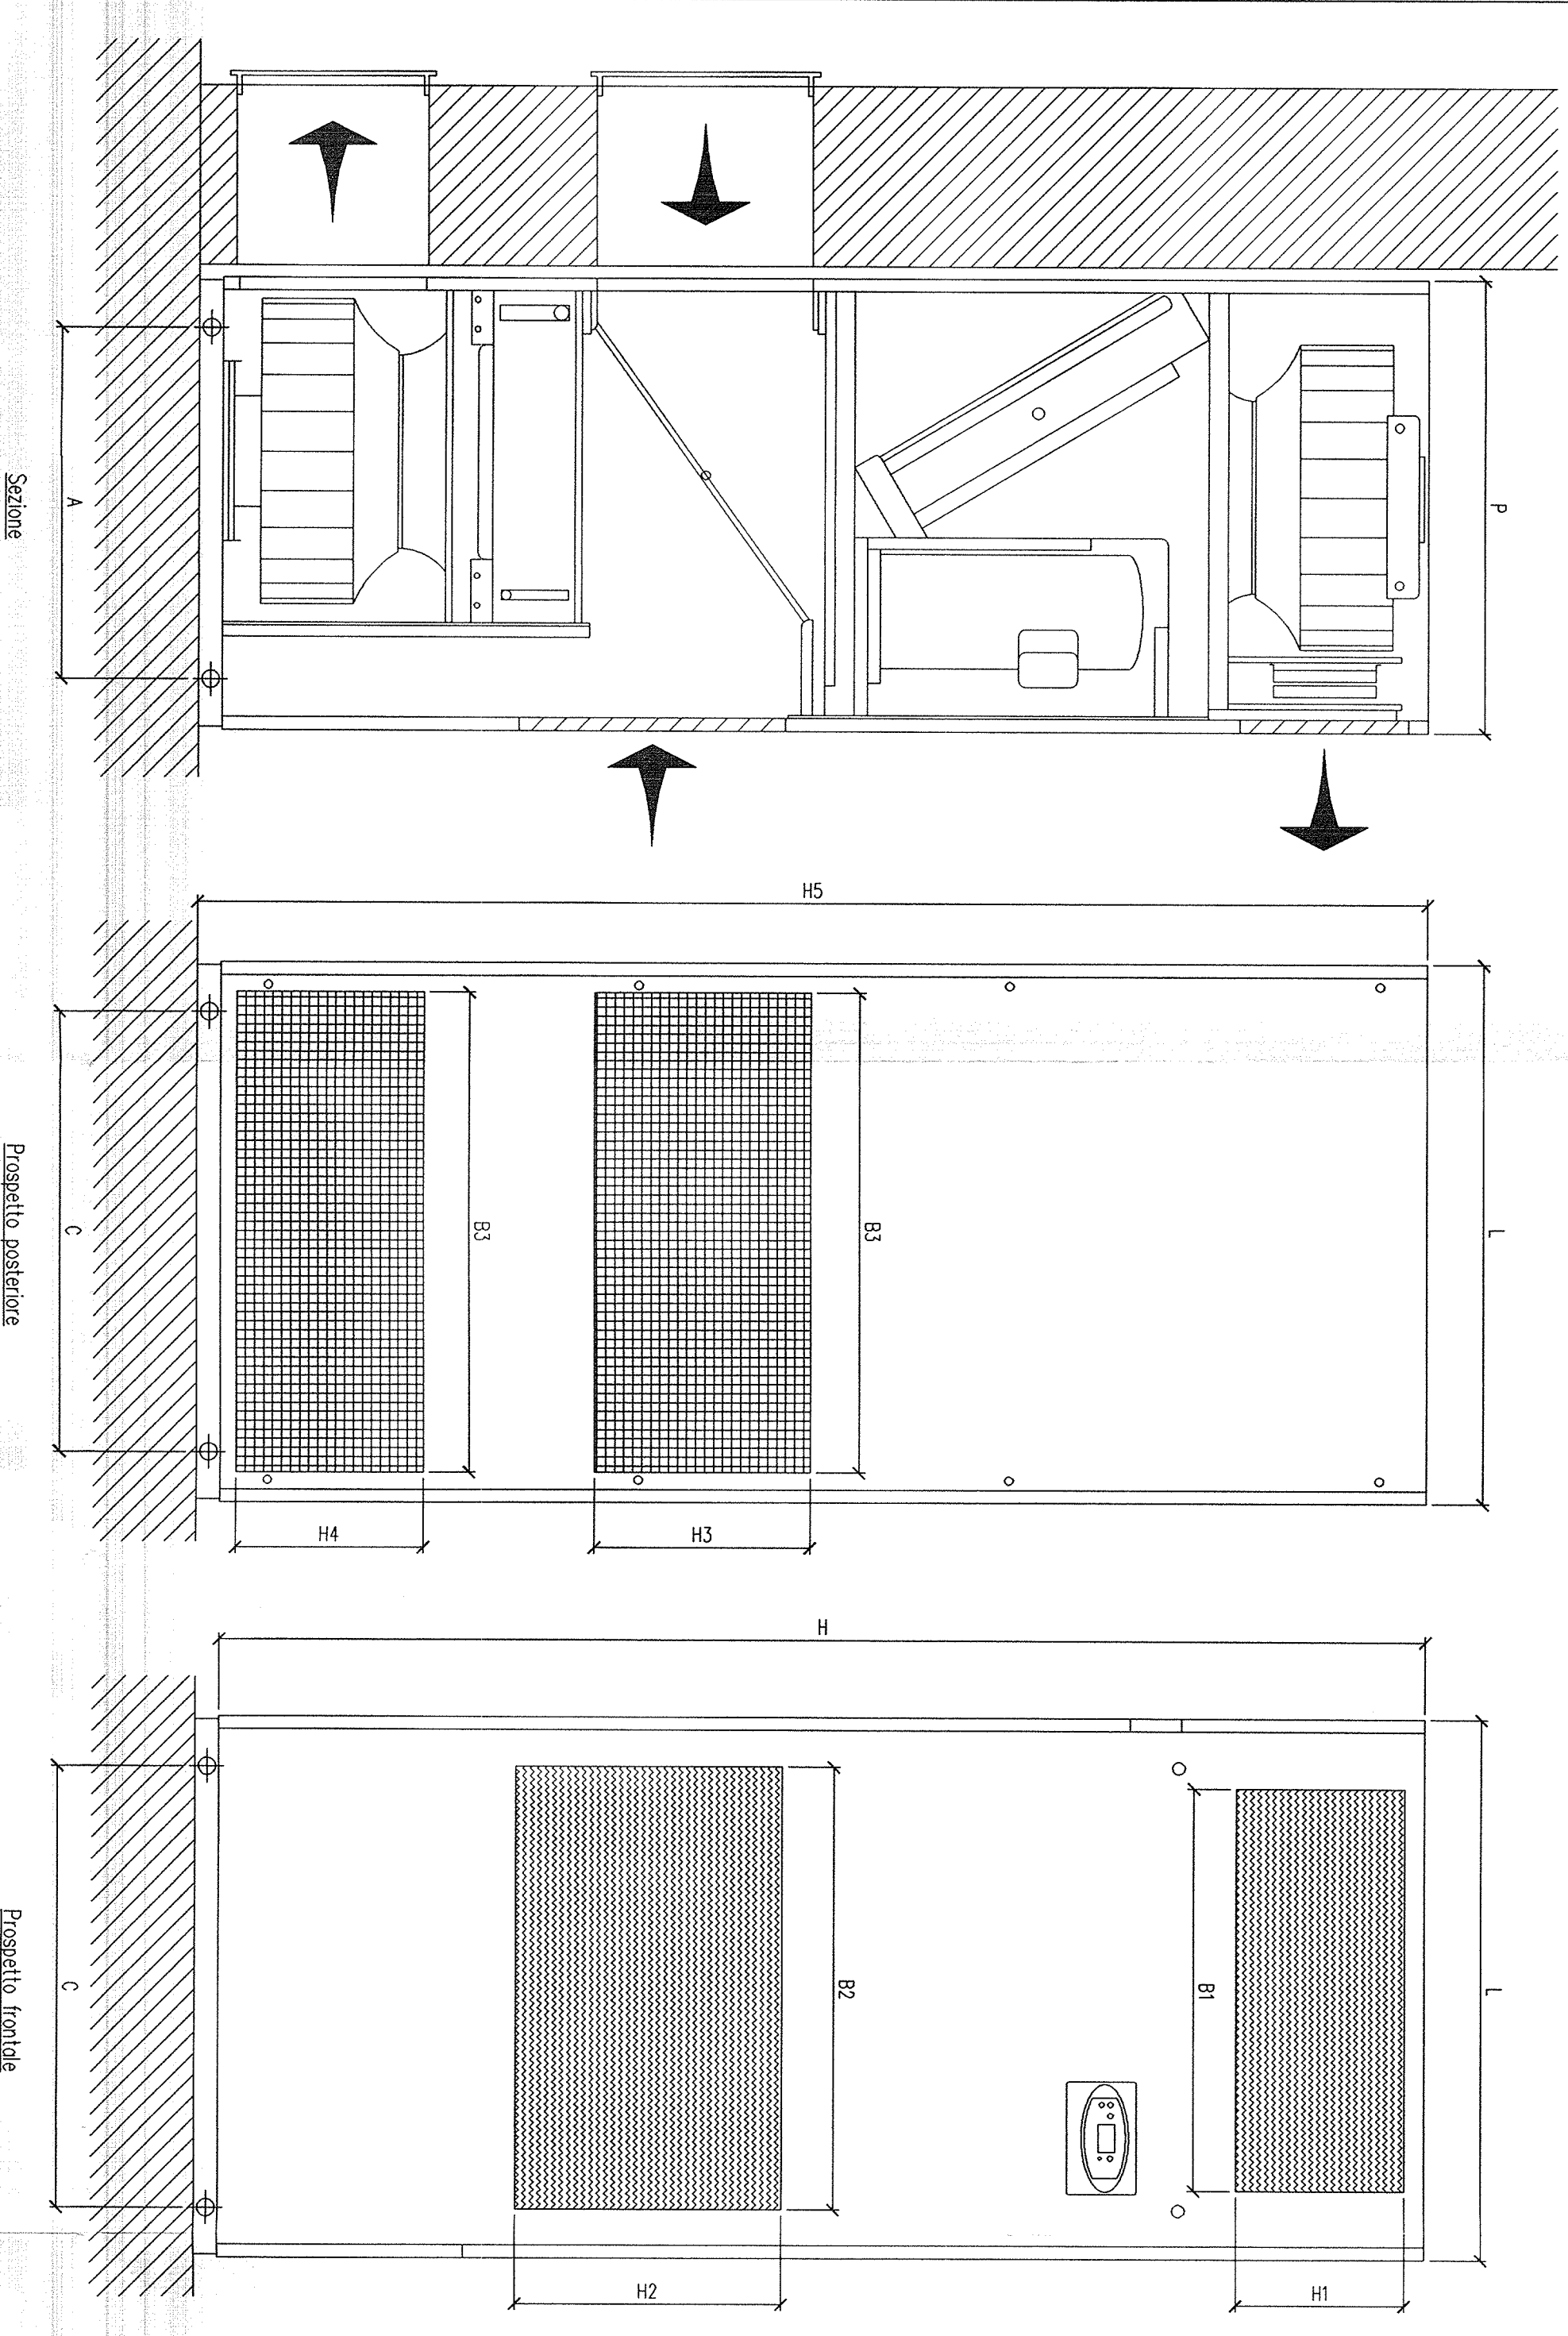 P
A
Sezione
H5
L
B3
B3
H4
H3
C
Prospetto posteriore
H
L
B1
B2
H2
H1
C
Prospetto frontale